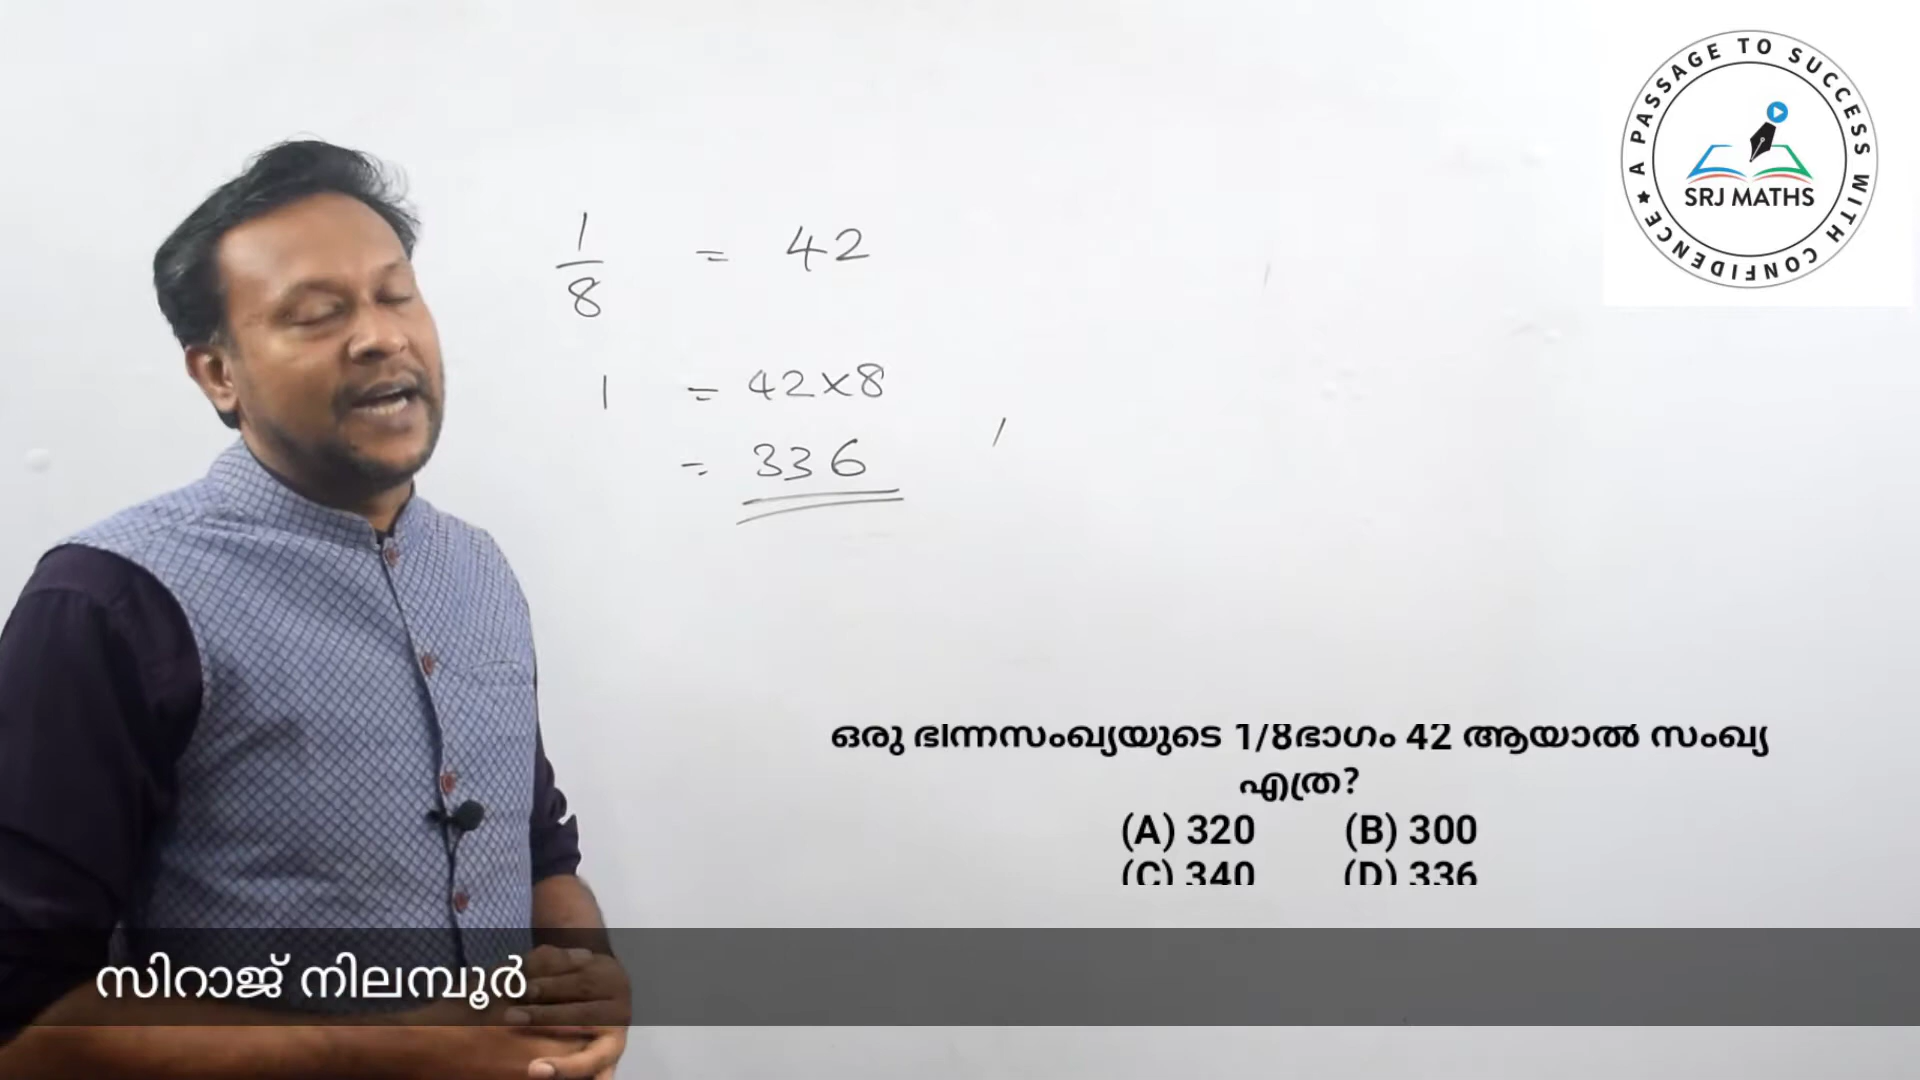 A PASSAGE TO SUCCESS WITH CONFIDENCE
SRJ MATHS
1/8 = 42
1 = 42×8
= 336
ഒരു ഭിന്നസംഖ്യയുടെ 1/8ഭാഗം 42 ആയാൽ സംഖ്യ
എത്ര?
(A) 320 (B) 300
(C) 340 (D) 336
സിറാജ് നിലമ്പൂർ